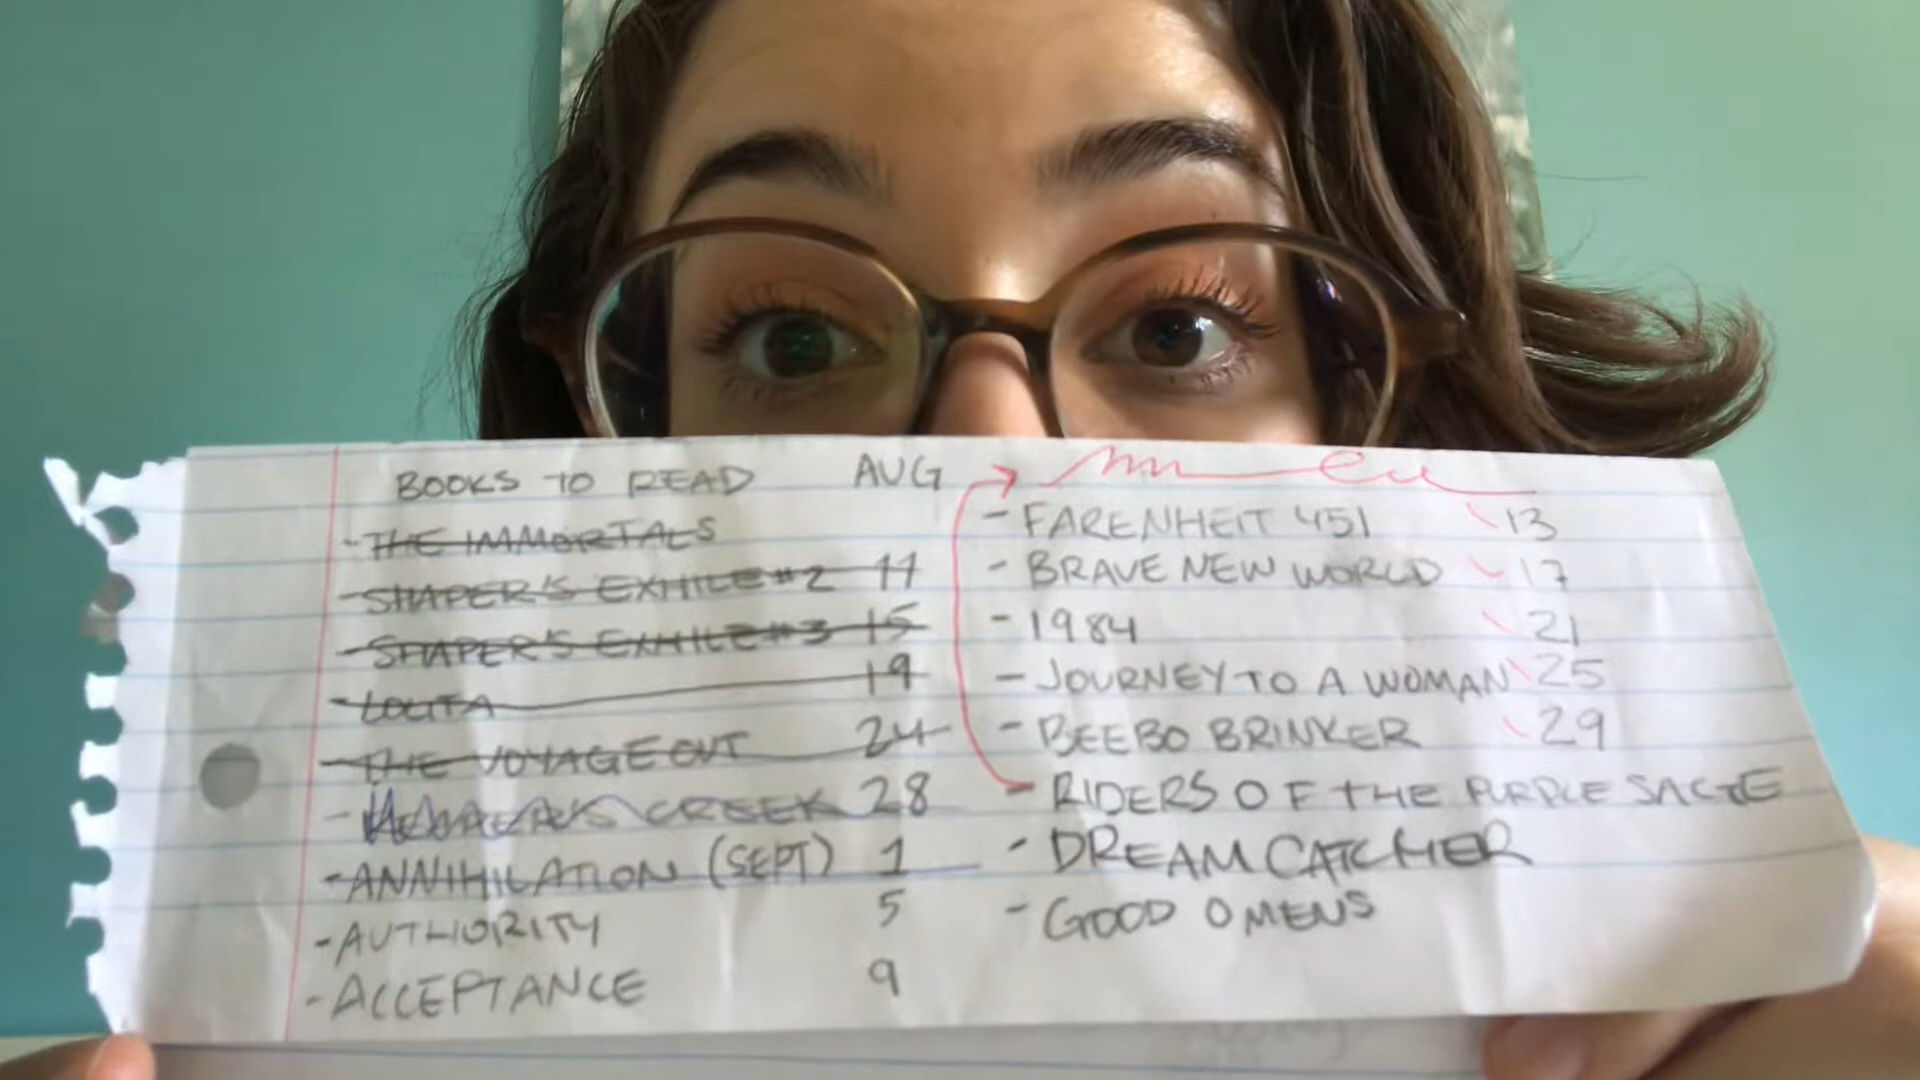 BOOKS TO READ AUG
- THE IMMORTALS
- SHAPER'S EXHILE #2 11
- SHAPER'S EXHILE #3 15
- LOLITA 19
- THE VOYAGE OUT 24
- CREEK 28
- ANNIHILATION (SEPT) 1
- AUTHORITY 5
- ACCEPTANCE 9
- FARENHEIT 451 13
- BRAVE NEW WORLD 17
- 1984 21
- JOURNEY TO A WOMAN 25
- BEEBO BRINKER 29
- RIDERS OF THE PURPLE SAGE
- DREAMCATCHER
- GOOD OMENS